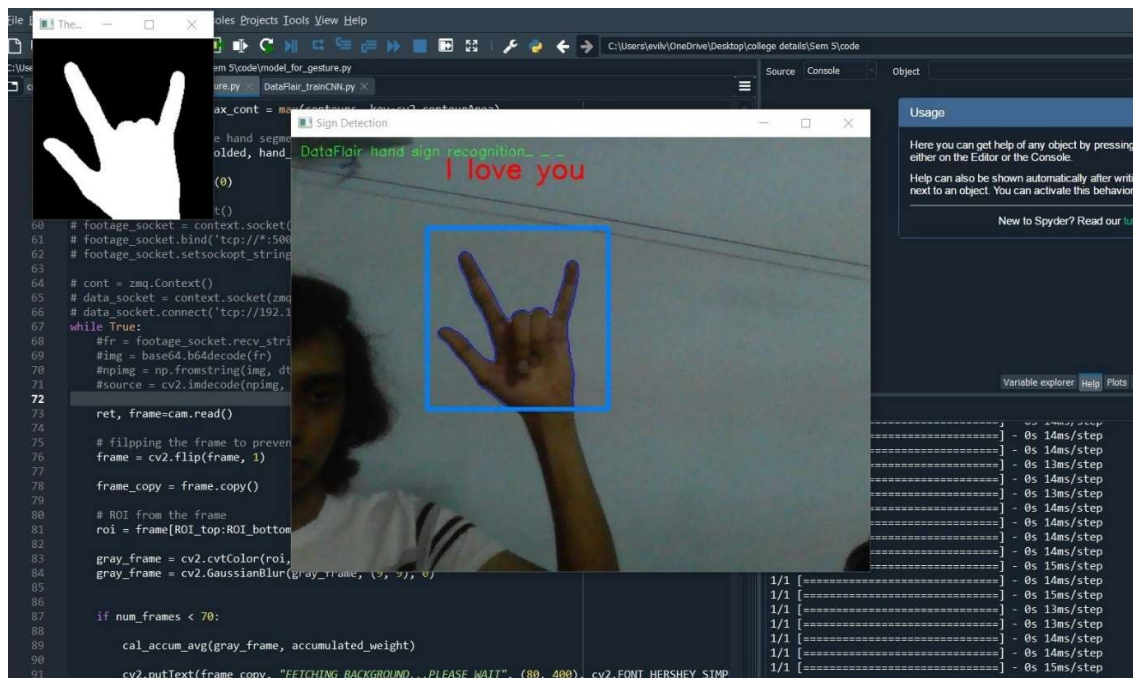 File
The...
oles Projects Tools View Help
C:\Users\evilv\OneDrive\Desktop\college details\Sem 5\code
C:\Use
em 5\code\model_for_gesture.py
ure.py
DataFlair_trainCNN.py
Source
Console
Object
ax_cont = max(contours, key=cv2.contourArea)
Sign Detection
Usage
e hand segme
olded, hand_
DataFlair hand sign recognition_ _ _
I love you
Here you can get help of any object by pressing
either on the Editor or the Console.
(0)
Help can also be shown automatically after writi
next to an object. You can activate this behavior
t()
New to Spyder? Read our tu
60 # footage_socket = context.socket(
61 # footage_socket.bind('tcp://*:500
62 # footage_socket.setsockopt_string
63
64 # cont = zmq.Context()
65 # data_socket = context.socket(zmq
66 # data_socket.connect('tcp://192.1
67 while True:
68 #fr = footage_socket.recv_stri
69 #img = base64.b64decode(fr)
70 #npimg = np.fromstring(img, dt
71 #source = cv2.imdecode(npimg,
72
73 ret, frame=cam.read()
74
75 # filpping the frame to preven
76 frame = cv2.flip(frame, 1)
77
78 frame_copy = frame.copy()
79
80 # ROI from the frame
81 roi = frame[ROI_top:ROI_bottom
82
83 gray_frame = cv2.cvtColor(roi,
84 gray_frame = cv2.GaussianBlur(gray_frame, (9, 9), 0)
85
86
87 if num_frames < 70:
88
89 cal_accum_avg(gray_frame, accumulated_weight)
90
91 cv2.putText(frame_copy, "FETCHING BACKGROUND...PLEASE WAIT", (80, 400), cv2.FONT_HERSHEY_SIMP
Variable explorer
Help
Plots
=====================] - 0s 14ms/step
=====================] - 0s 14ms/step
=====================] - 0s 13ms/step
=====================] - 0s 14ms/step
=====================] - 0s 13ms/step
=====================] - 0s 14ms/step
=====================] - 0s 14ms/step
=====================] - 0s 14ms/step
=====================] - 0s 14ms/step
=====================] - 0s 15ms/step
1/1 [==============================] - 0s 14ms/step
1/1 [==============================] - 0s 15ms/step
1/1 [==============================] - 0s 13ms/step
1/1 [==============================] - 0s 13ms/step
1/1 [==============================] - 0s 14ms/step
1/1 [==============================] - 0s 14ms/step
1/1 [==============================] - 0s 15ms/step